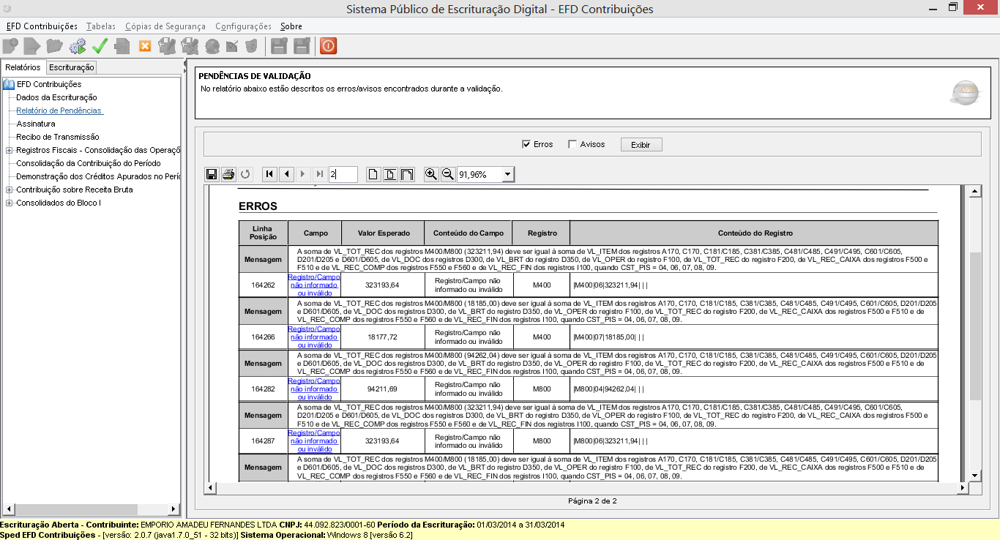 Sistema Público de Escrituração Digital - EFD Contribuições
EFD Contribuições Tabelas Cópias de Segurança Configurações Sobre
Relatórios Escrituração
EFD Contribuições
Dados da Escrituração
Relatório de Pendências
Assinatura
Recibo de Transmissão
Registros Fiscais - Consolidação das Operaçõ
Consolidação da Contribuição do Período
Demonstração dos Créditos Apurados no Perío
Contribuição sobre Receita Bruta
Consolidados do Bloco I
PENDÊNCIAS DE VALIDAÇÃO
No relatório abaixo estão descritos os erros/avisos encontrados durante a validação.
Erros Avisos Exibir
2 91,96%
ERROS
Linha Posição Campo Valor Esperado Conteúdo do Campo Registro Conteúdo do Registro
Mensagem
A soma de VL_TOT_REC dos registros M400/M800 (323211,94) deve ser igual à soma de VL_ITEM dos registros A170, C170, C181/C185, C381/C385, C481/C485, C491/C495, C601/C605,
D201/D205 e D601/D605, de VL_DOC dos registros D300, de VL_BRT do registro D350, de VL_OPER do registro F100, de VL_TOT_REC do registro F200, de VL_REC_CAIXA dos registros F500 e
F510 e de VL_REC_COMP dos registros F550 e F560 e de VL_REC_FIN dos registros I100, quando CST_PIS = 04, 06, 07, 08, 09.
164262 Registro/Campo não informado ou inválido 323193,64 Registro/Campo não informado ou inválido M400 |M400|06|323211,94| | |
Mensagem
A soma de VL_TOT_REC dos registros M400/M800 (18185,00) deve ser igual à soma de VL_ITEM dos registros A170, C170, C181/C185, C381/C385, C481/C485, C491/C495, C601/C605, D201/D205
e D601/D605, de VL_DOC dos registros D300, de VL_BRT do registro D350, de VL_OPER do registro F100, de VL_TOT_REC do registro F200, de VL_REC_CAIXA dos registros F500 e F510 e de
VL_REC_COMP dos registros F550 e F560 e de VL_REC_FIN dos registros I100, quando CST_PIS = 04, 06, 07, 08, 09.
164266 Registro/Campo não informado ou inválido 18177,72 Registro/Campo não informado ou inválido M400 |M400|07|18185,00| | |
Mensagem
A soma de VL_TOT_REC dos registros M400/M800 (94262,04) deve ser igual à soma de VL_ITEM dos registros A170, C170, C181/C185, C381/C385, C481/C485, C491/C495, C601/C605, D201/D205
e D601/D605, de VL_DOC dos registros D300, de VL_BRT do registro D350, de VL_OPER do registro F100, de VL_TOT_REC do registro F200, de VL_REC_CAIXA dos registros F500 e F510 e de
VL_REC_COMP dos registros F550 e F560 e de VL_REC_FIN dos registros I100, quando CST_PIS = 04, 06, 07, 08, 09.
164282 Registro/Campo não informado ou inválido 94211,69 Registro/Campo não informado ou inválido M800 |M800|04|94262,04| | |
Mensagem
A soma de VL_TOT_REC dos registros M400/M800 (323211,94) deve ser igual à soma de VL_ITEM dos registros A170, C170, C181/C185, C381/C385, C481/C485, C491/C495, C601/C605,
D201/D205 e D601/D605, de VL_DOC dos registros D300, de VL_BRT do registro D350, de VL_OPER do registro F100, de VL_TOT_REC do registro F200, de VL_REC_CAIXA dos registros F500 e
F510 e de VL_REC_COMP dos registros F550 e F560 e de VL_REC_FIN dos registros I100, quando CST_PIS = 04, 06, 07, 08, 09.
164287 Registro/Campo não informado ou inválido 323193,64 Registro/Campo não informado ou inválido M800 |M800|06|323211,94| | |
Mensagem
A soma de VL_TOT_REC dos registros M400/M800 (18185,00) deve ser igual à soma de VL_ITEM dos registros A170, C170, C181/C185, C381/C385, C481/C485, C491/C495, C601/C605, D201/D205
e D601/D605, de VL_DOC dos registros D300, de VL_BRT do registro D350, de VL_OPER do registro F100, de VL_TOT_REC do registro F200, de VL_REC_CAIXA dos registros F500 e F510 e de
VL_REC_COMP dos registros F550 e F560 e de VL_REC_FIN dos registros I100, quando CST_PIS = 04, 06, 07, 08, 09.
Página 2 de 2
Escrituração Aberta - Contribuinte: EMPORIO AMADEU FERNANDES LTDA CNPJ: 44.092.823/0001-60 Período da Escrituração: 01/03/2014 a 31/03/2014
Sped EFD Contribuições - [versão: 2.0.7 (java1.7.0_51 - 32 bits)] Sistema Operacional: Windows 8 [versão 6.2]